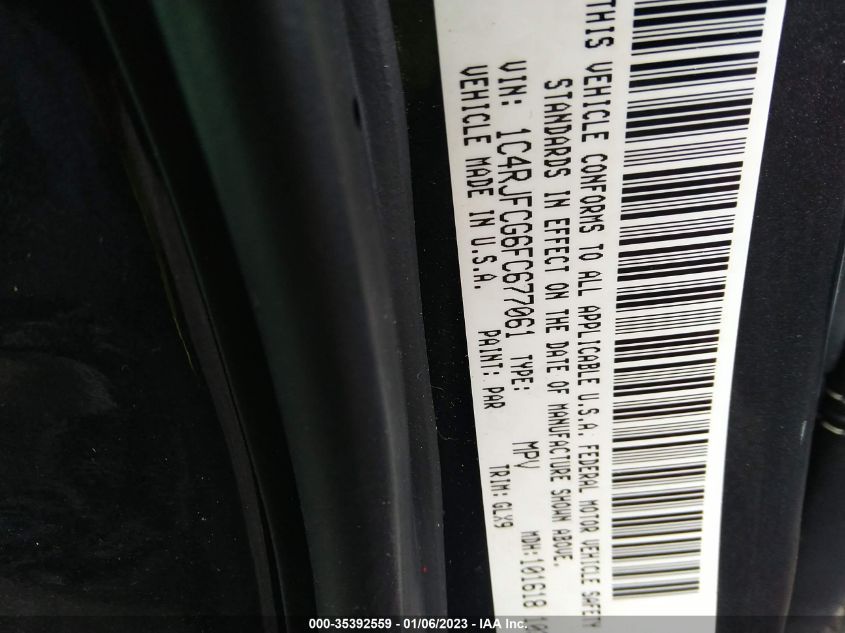 THIS VEHICLE CONFORMS TO ALL APPLICABLE U.S.A. FEDERAL MOTOR VEHICLE SAFETY
STANDARDS IN EFFECT ON THE DATE OF MANUFACTURE SHOWN ABOVE.
VIN: 1C4RJFCG6FC677061 TYPE: MPV MDH: 101618 10
VEHICLE MADE IN U.S.A. PAINT: PAR TRIM: GLX9
000-35392559 - 01/06/2023 - IAA Inc.